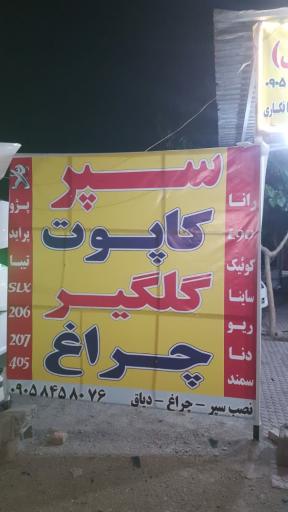 سپر
کاپوت
گلگیر
چراغ
رانا
L90
کوئیک
ساینا
ریو
دنا
سمند
پژو
پراید
تیبا
SLX
206
207
405
نصب سپر - چراغ - دیاق
۰۹۰۵۸۴۵۸۰۷۶